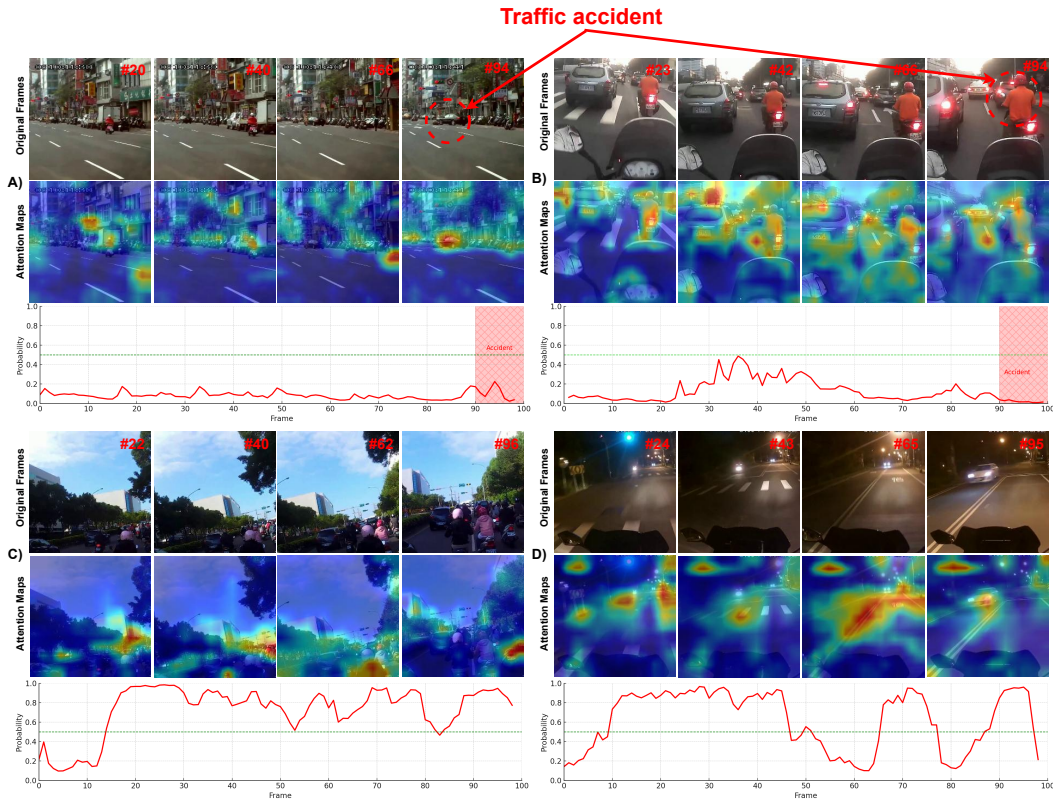 Traffic accident
A)
Original Frames
#20
#40
#94
Attention Maps
Probability
1.0
0.8
0.6
0.4
0.2
0.0
Accident
0 10 20 30 40 50 60 70 80 90 100
Frame
B)
Original Frames
#23
#42
#94
Attention Maps
Probability
1.0
0.8
0.6
0.4
0.2
0.0
Accident
0 10 20 30 40 50 60 70 80 90 100
Frame
C)
Original Frames
#22
#40
#62
Attention Maps
Probability
1.0
0.8
0.6
0.4
0.2
0.0
0 10 20 30 40 50 60 70 80 90 100
Frame
D)
Original Frames
#24
#43
#95
Attention Maps
Probability
1.0
0.8
0.6
0.4
0.2
0.0
0 10 20 30 40 50 60 70 80 90 100
Frame